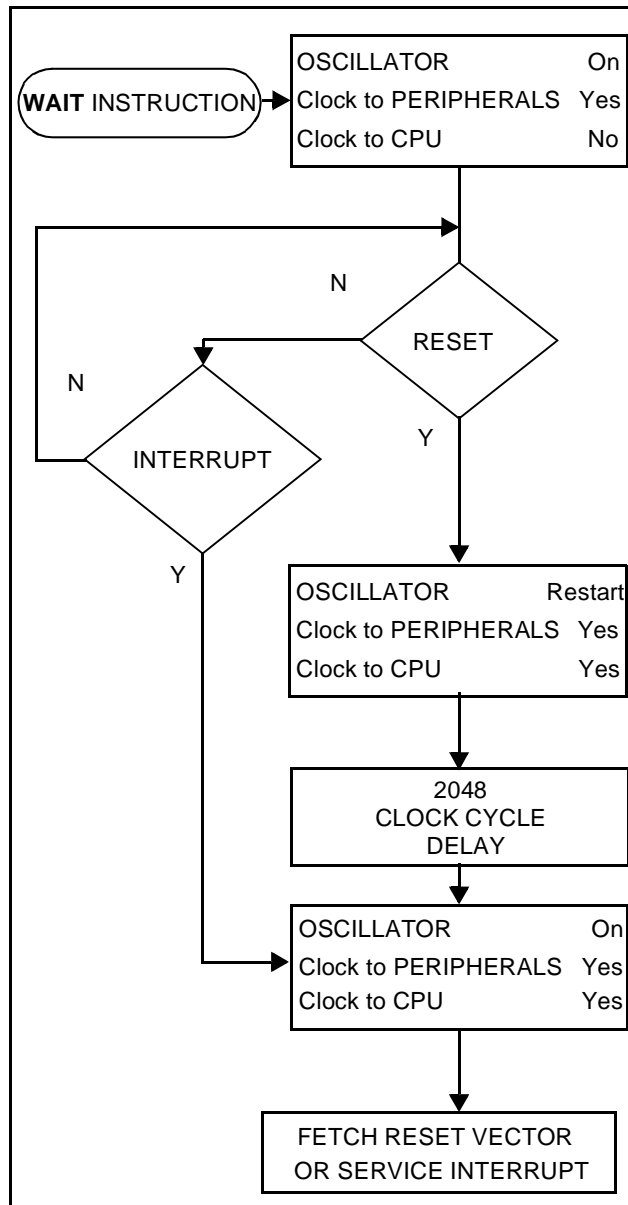 WAIT INSTRUCTION
OSCILLATOR On
Clock to PERIPHERALS Yes
Clock to CPU No
N
RESET
N
INTERRUPT
Y
Y
OSCILLATOR Restart
Clock to PERIPHERALS Yes
Clock to CPU Yes
2048
CLOCK CYCLE
DELAY
OSCILLATOR On
Clock to PERIPHERALS Yes
Clock to CPU Yes
FETCH RESET VECTOR
OR SERVICE INTERRUPT